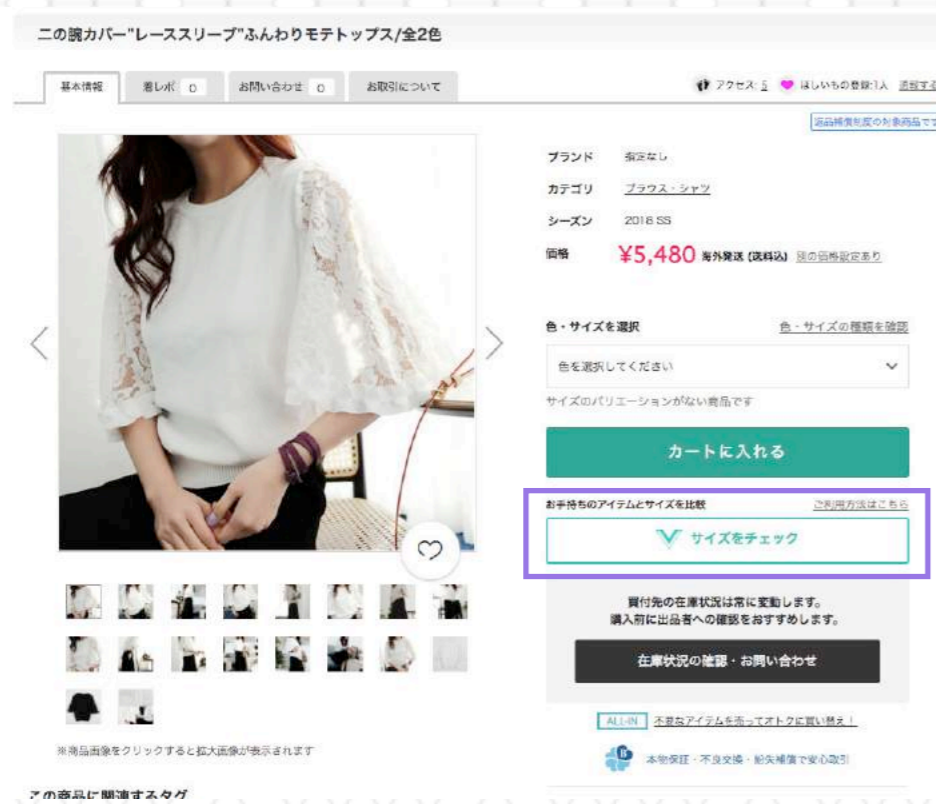 二の腕カバー"レーススリーブ"ふんわりモテトップス/全2色
基本情報 着レポ 0 お問い合わせ 0 お取引について
アクセス: 5 ほしいもの登録:1人 通報する
返品補償制度の対象商品です
ブランド 指定なし
カテゴリ ブラウス・シャツ
シーズン 2018 SS
価格 ¥5,480 海外発送 (送料込) 別の価格設定あり
色・サイズを選択 色・サイズの種類を確認
色を選択してください
サイズのバリエーションがない商品です
カートに入れる
お手持ちのアイテムとサイズを比較 ご利用方法はこちら
サイズをチェック
買付先の在庫状況は常に変動します。
購入前に出品者への確認をおすすめします。
在庫状況の確認・お問い合わせ
ALL-IN 不要なアイテムを売ってオトクに買い替え！
B 本物保証・不良交換・紛失補償で安心取引
※商品画像をクリックすると拡大画像が表示されます
この商品に関連するタグ